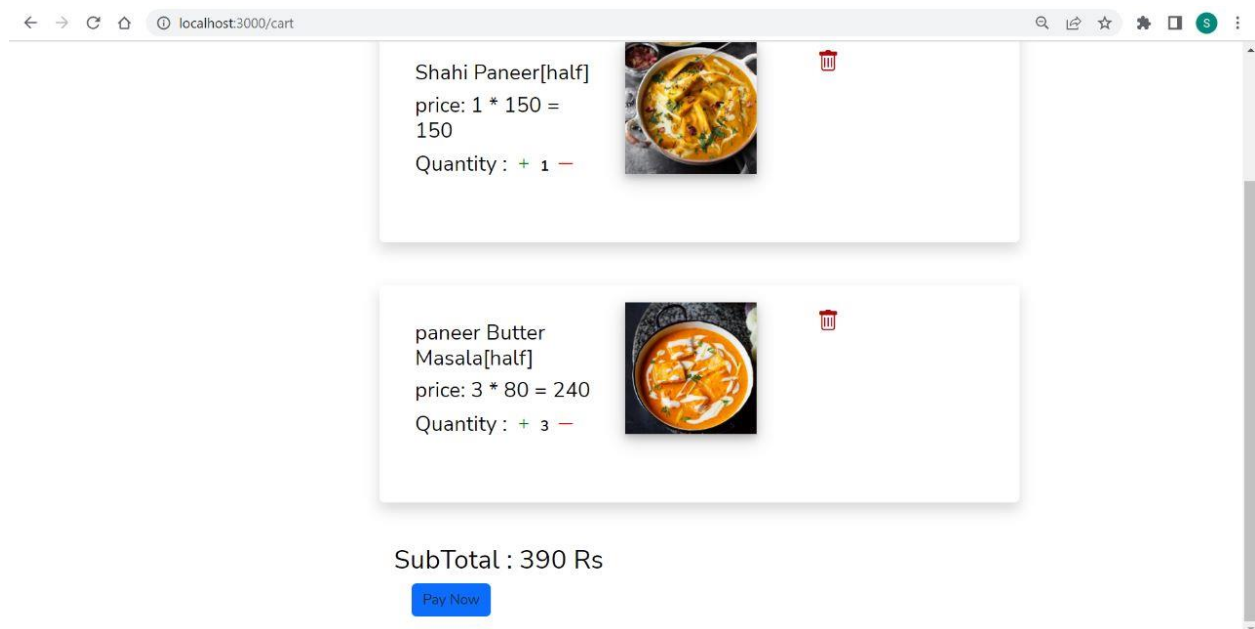 localhost:3000/cart
S
Shahi Paneer[half]
price: 1 * 150 =
150
Quantity : + 1 —
paneer Butter
Masala[half]
price: 3 * 80 = 240
Quantity : + 3 —
SubTotal : 390 Rs
Pay Now